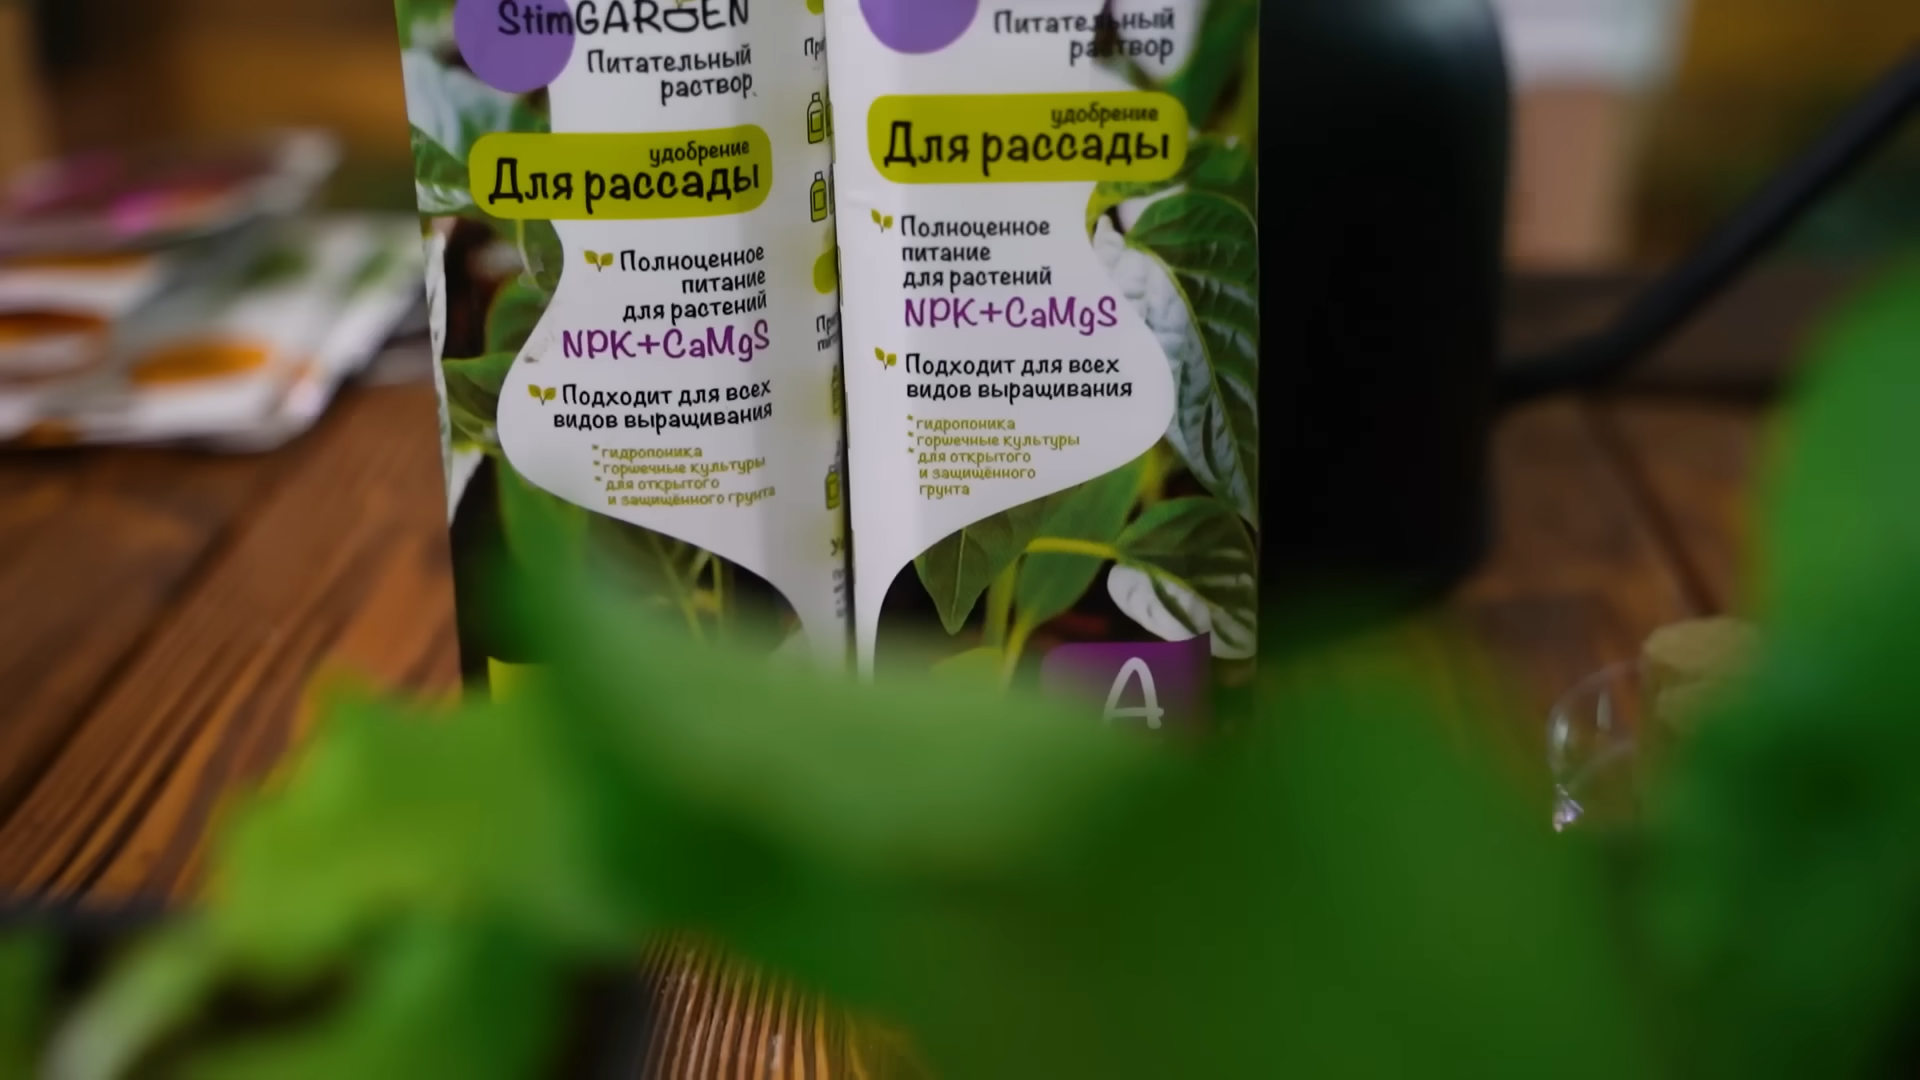 StimGARDEN
Питательный
раствор
удобрение
Для рассады
Полноценное
питание
для растений
NPK+CaMgS
Подходит для всех
видов выращивания
*гидропоника
*горшечные культуры
*для открытого
и защищённого грунта
Питательный
раствор
удобрение
Для рассады
Полноценное
питание
для растений
NPK+CaMgS
Подходит для всех
видов выращивания
*гидропоника
*горшечные культуры
*для открытого
и защищённого
грунта
А